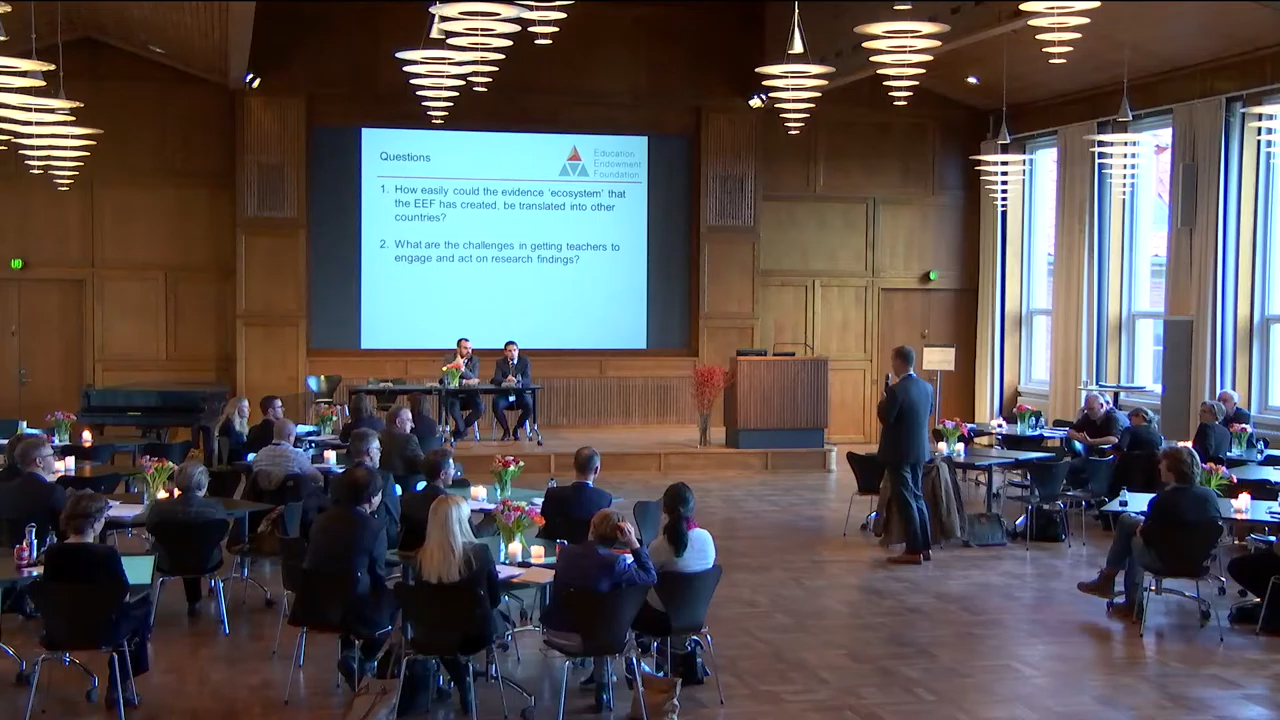 Questions
Education
Endowment
Foundation
1. How easily could the evidence 'ecosystem' that
the EEF has created, be translated into other
countries?
2. What are the challenges in getting teachers to
engage and act on research findings?